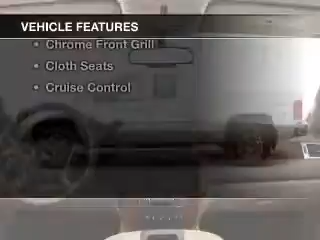 VEHICLE FEATURES
• Chrome Front Grill
• Cloth Seats
• Cruise Control